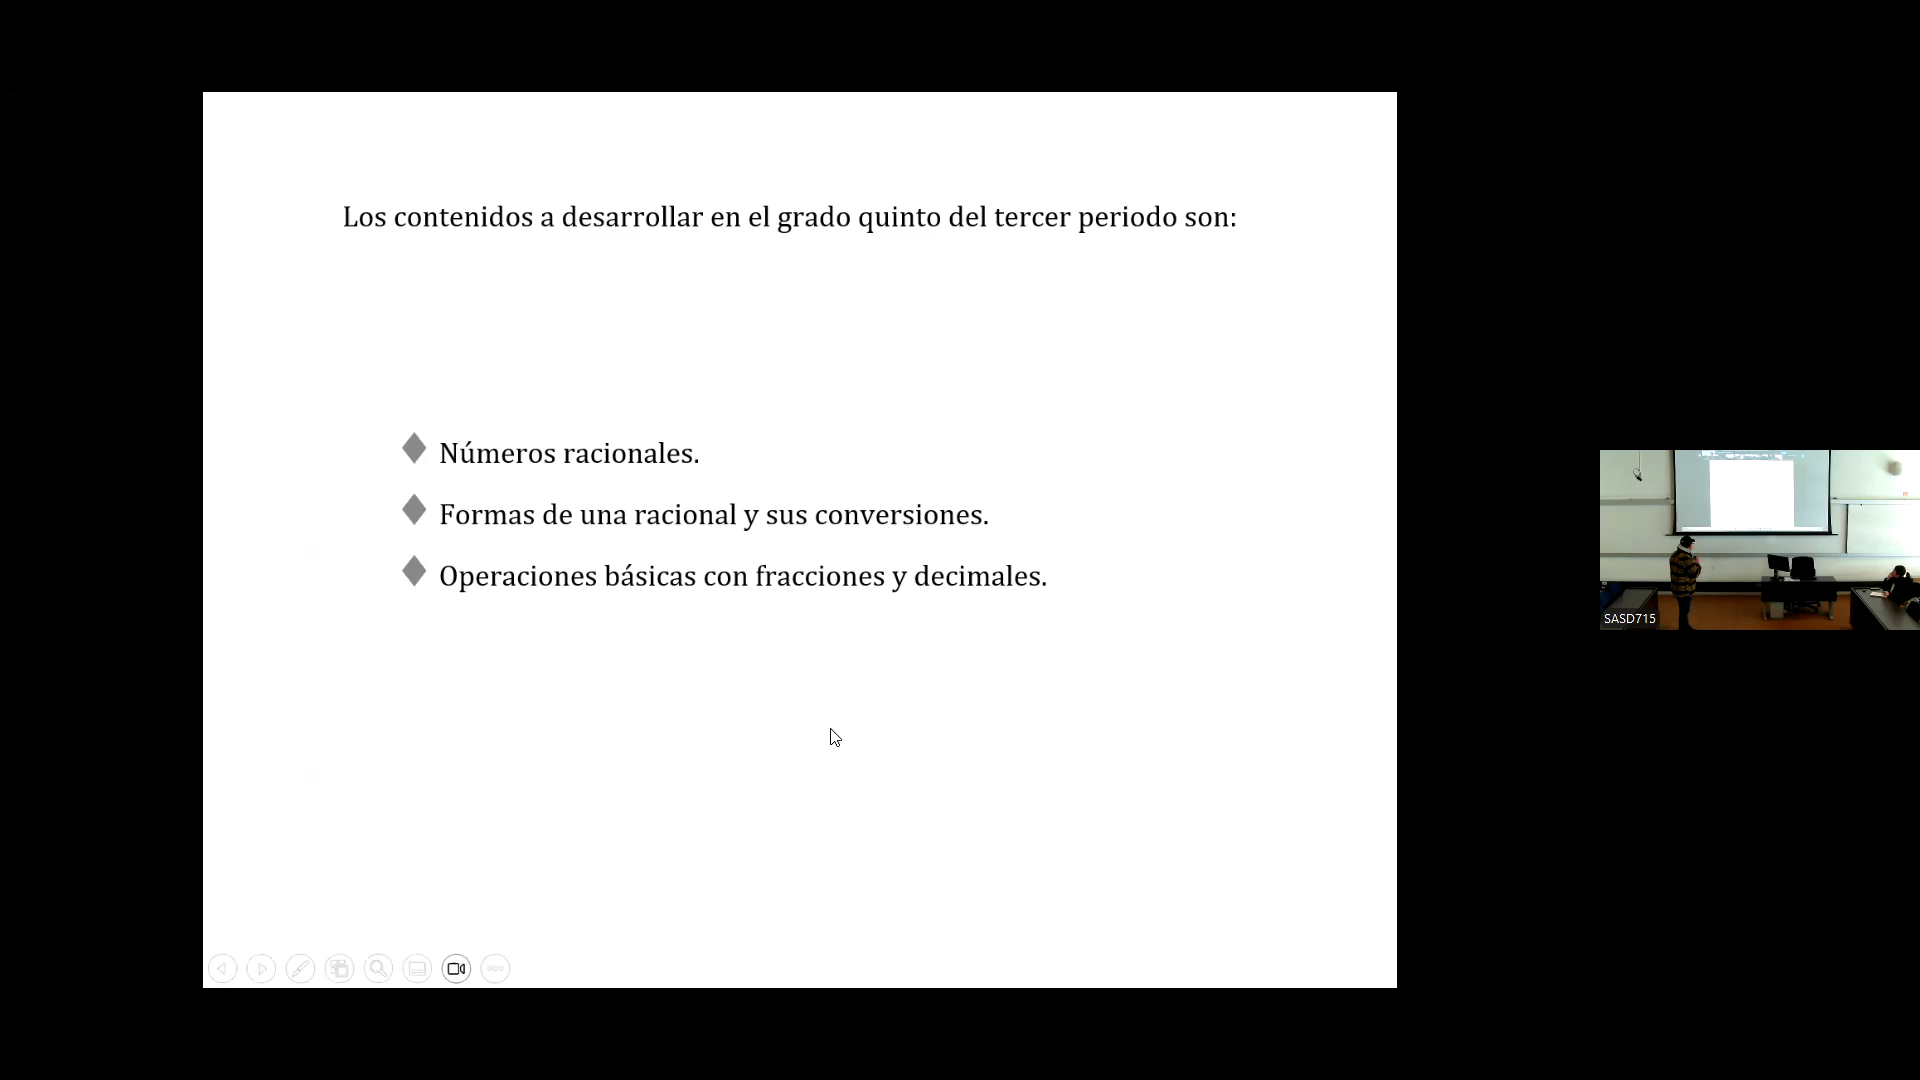 Los contenidos a desarrollar en el grado quinto del tercer periodo son:
Números racionales.
Formas de una racional y sus conversiones.
Operaciones básicas con fracciones y decimales.
SASD715